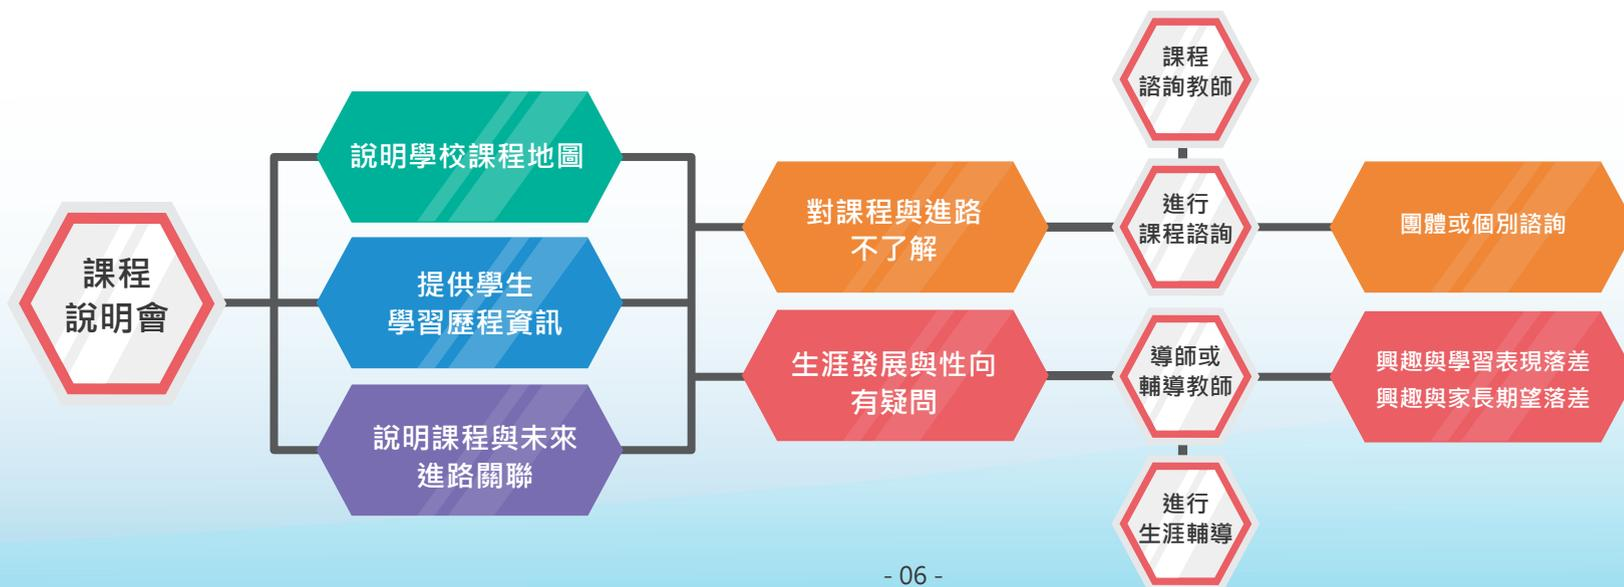 課程
說明會
說明學校課程地圖
提供學生
學習歷程資訊
說明課程與未來
進路關聯
對課程與進路
不了解
生涯發展與性向
有疑問
課程
諮詢教師
進行
課程諮詢
導師或
輔導教師
進行
生涯輔導
團體或個別諮詢
興趣與學習表現落差
興趣與家長期望落差
- 06 -